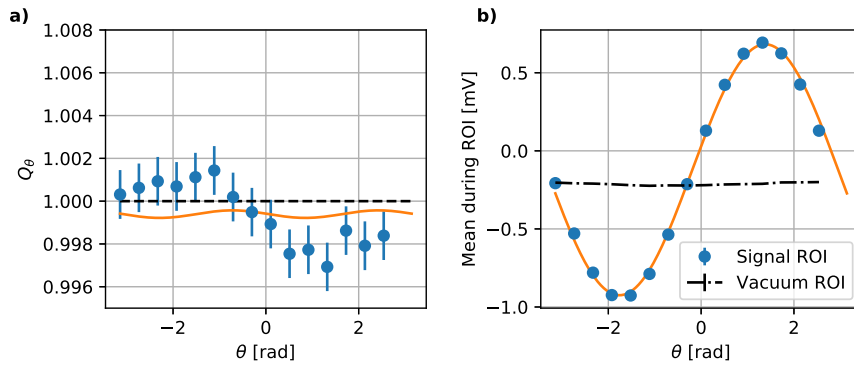 a)
1.008
1.006
1.004
1.002
1.000
0.998
0.996
Qθ
−2
0
2
θ [rad]
b)
0.5
0.0
−0.5
−1.0
Mean during ROI [mV]
Signal ROI
Vacuum ROI
−2
0
2
θ [rad]